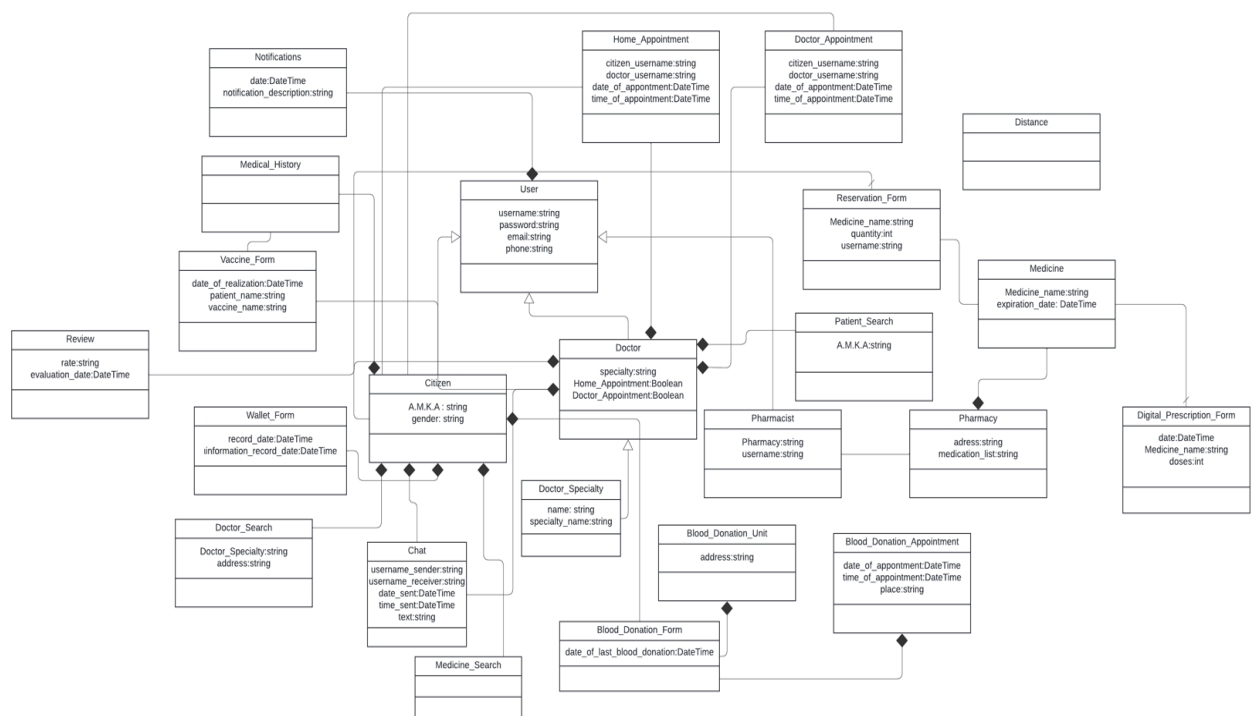 Notifications
date:DateTime
notification_description:string
Home_Appointment
citizen_username:string
doctor_username:string
date_of_appontment:DateTime
time_of_appointment:DateTime
Doctor_Appointment
citizen_username:string
doctor_username:string
date_of_appontment:DateTime
time_of_appointment:DateTime
Distance
Medical_History
User
username:string
password:string
email:string
phone:string
Reservation_Form
Medicine_name:string
quantity:int
username:string
Vaccine_Form
date_of_realization:DateTime
patient_name:string
vaccine_name:string
Medicine
Medicine_name:string
expiration_date: DateTime
Review
rate:string
evaluation_date:DateTime
Doctor
specialty:string
Home_Appointment:Boolean
Doctor_Appointment:Boolean
Patient_Search
A.M.K.A:string
Citizen
A.M.K.A : string
gender: string
Wallet_Form
record_date:DateTime
information_record_date:DateTime
Pharmacist
Pharmacy:string
username:string
Pharmacy
adress:string
medication_list:string
Digital_Prescription_Form
date:DateTime
Medicine_name:string
doses:int
Doctor_Specialty
name: string
specialty_name:string
Doctor_Search
Doctor_Specialty:string
address:string
Chat
username_sender:string
username_receiver:string
date_sent:DateTime
time_sent:DateTime
text:string
Blood_Donation_Unit
address:string
Blood_Donation_Appointment
date_of_appontment:DateTime
time_of_appointment:DateTime
place:string
Blood_Donation_Form
date_of_last_blood_donation:DateTime
Medicine_Search